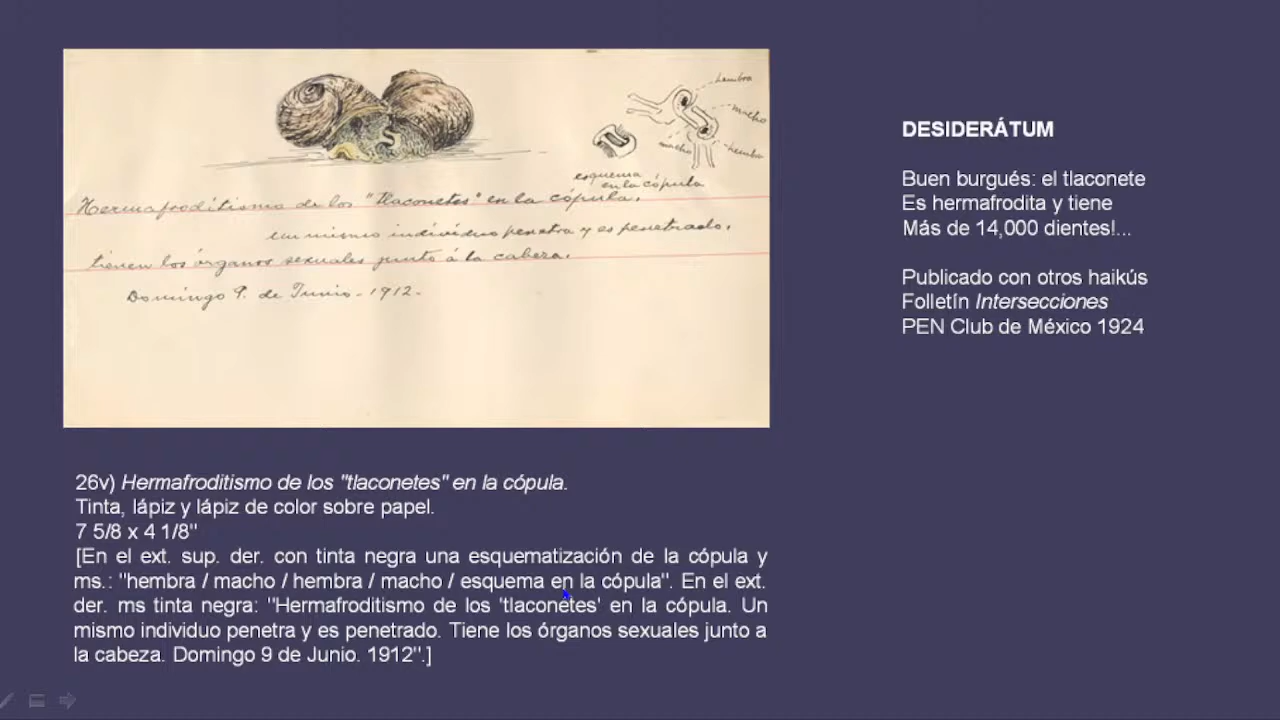 hembra
macho
macho
hembra
esquema
en la cópula
Hermafroditismo de los "tlaconetes" en la cópula.
un mismo individuo penetra y es penetrado.
tienen los órganos sexuales junto á la cabeza.
Domingo 9. de Junio - 1912.
26v) Hermafroditismo de los "tlaconetes" en la cópula.
Tinta, lápiz y lápiz de color sobre papel.
7 5/8 x 4 1/8"
[En el ext. sup. der. con tinta negra una esquematización de la cópula y
ms.: "hembra / macho / hembra / macho / esquema en la cópula". En el ext.
der. ms tinta negra: "Hermafroditismo de los 'tlaconetes' en la cópula. Un
mismo individuo penetra y es penetrado. Tiene los órganos sexuales junto a
la cabeza. Domingo 9 de Junio. 1912".]
DESIDERÁTUM
Buen burgués: el tlaconete
Es hermafrodita y tiene
Más de 14,000 dientes!...
Publicado con otros haikús
Folletín Intersecciones
PEN Club de México 1924